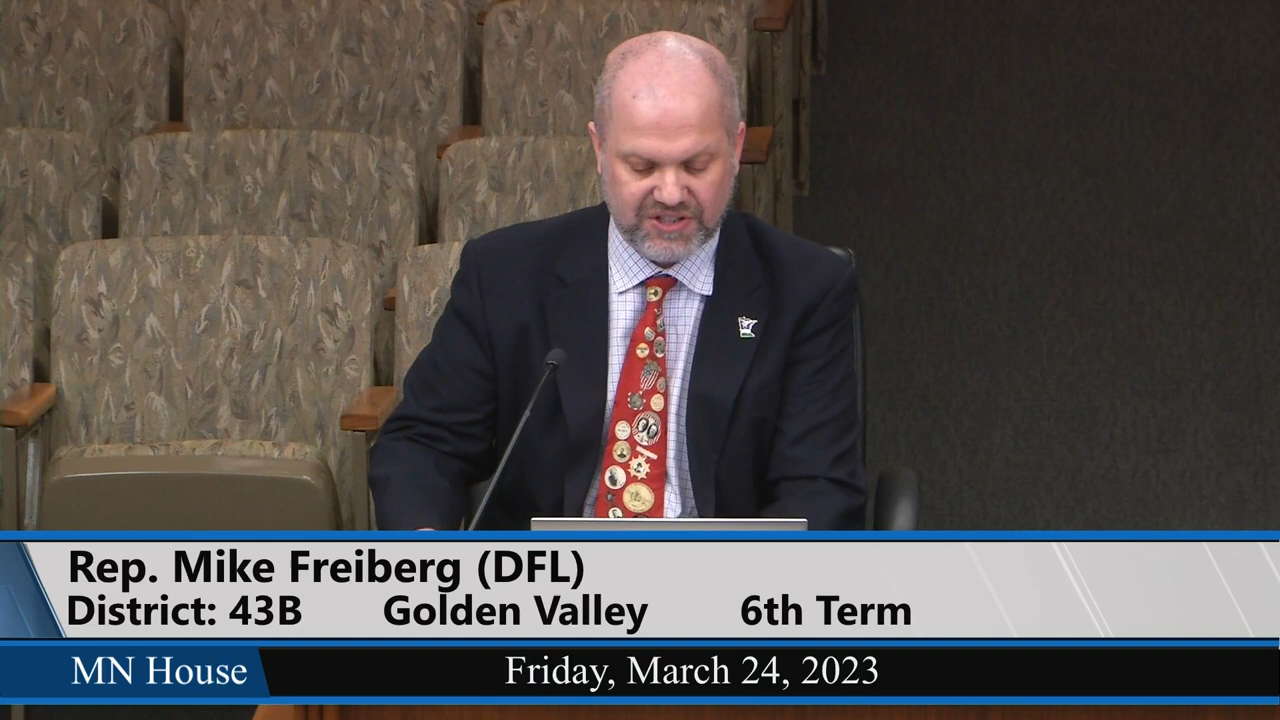 Rep. Mike Freiberg (DFL)
District: 43B Golden Valley 6th Term
MN House Friday, March 24, 2023